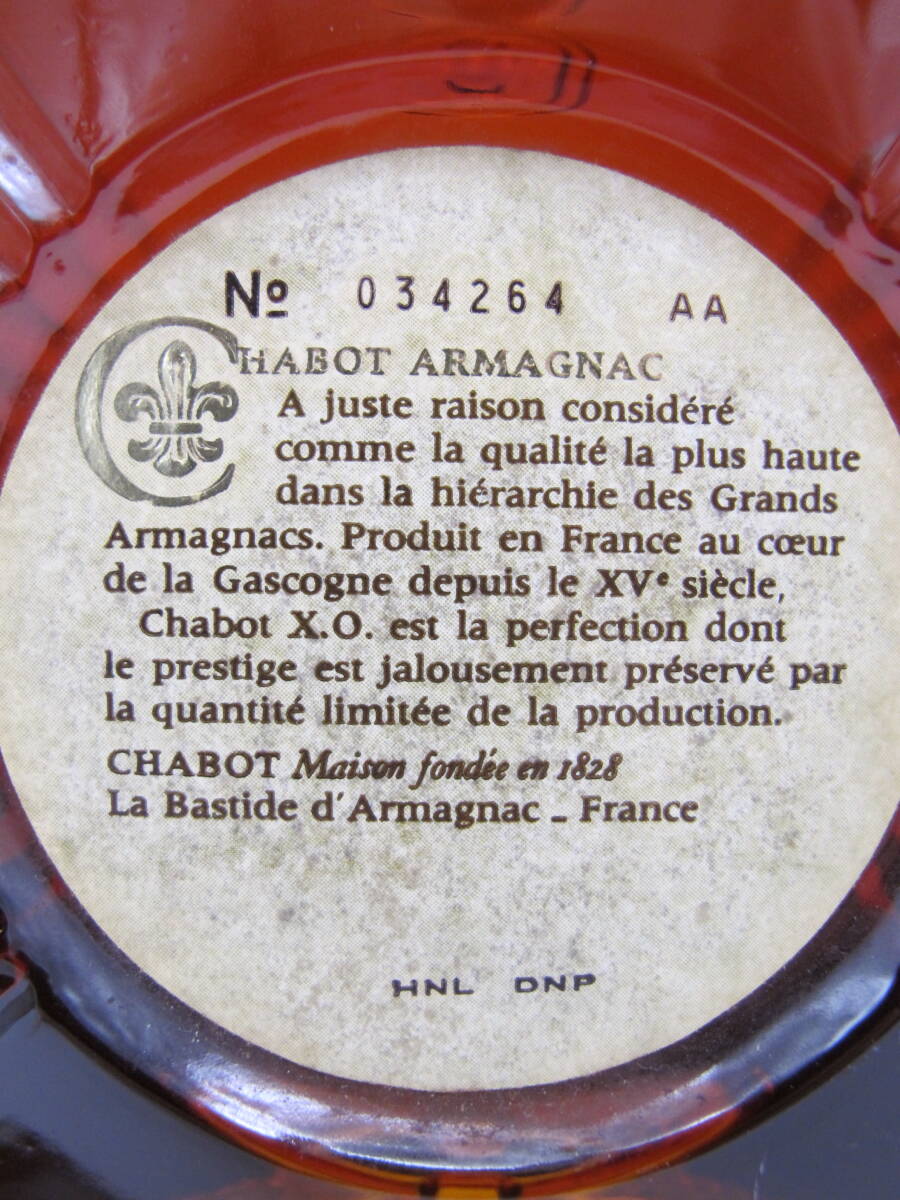 Nº 034264 AA
CHABOT ARMAGNAC
A juste raison considéré
comme la qualité la plus haute
dans la hiérarchie des Grands
Armagnacs. Produit en France au cœur
de la Gascogne depuis le XVe siècle,
Chabot X.O. est la perfection dont
le prestige est jalousement préservé par
la quantité limitée de la production.
CHABOT Maison fondée en 1828
La Bastide d'Armagnac - France
HNL DNP